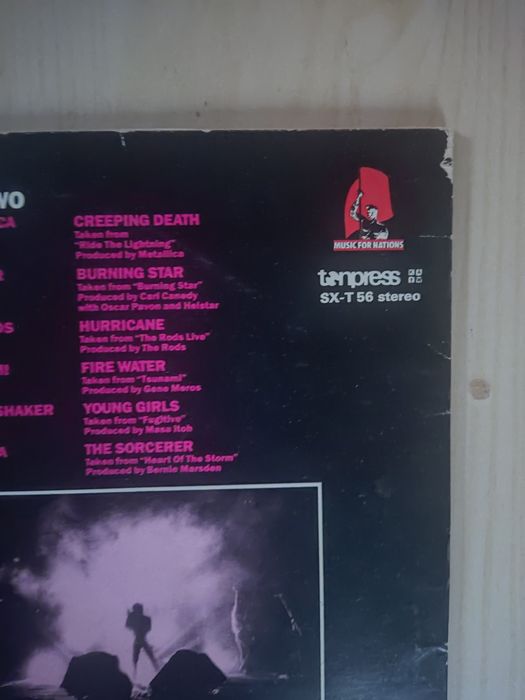 WO
CA
CREEPING DEATH
Taken from
"Ride The Lightning"
Produced by Metallica
R
BURNING STAR
Taken from "Burning Star"
Produced by Carl Canedy
with Oscar Pavon and Helstar
DS
HURRICANE
Taken from "The Rods Live"
Produced by The Rods
M!
FIRE WATER
Taken from "Tsunami"
Produced by Gene Meros
SHAKER
YOUNG GIRLS
Taken from "Fugitive"
Produced by Masa Itoh
A
THE SORCERER
Taken from "Heart Of The Storm"
Produced by Bernie Marsden
MUSIC FOR NATIONS
tonpress
SX-T 56 stereo